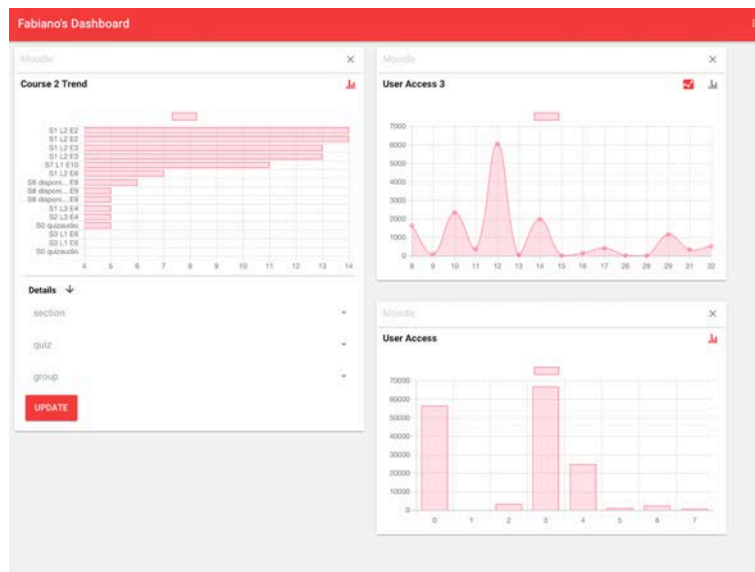 Fabiano's Dashboard
Moodle
Course 2 Trend
S1 L2 E2
S1 L2 E2
S1 L2 E3
S1 L2 E3
S7 L1 E10
S1 L2 E6
S8 disponi... E9
S8 disponi... E9
S8 disponi... E9
S1 L3 E4
S2 L3 E4
S0 quizaudio
S3 L1 E6
S3 L1 E6
S0 quizaudio
4 5 6 7 8 9 10 11 12 13 14
Details
section
quiz
group
UPDATE
Moodle
User Access 3
7000
6000
5000
4000
3000
2000
1000
0
8 9 10 11 12 13 14 15 16 17 26 28 29 31 32
Moodle
User Access
70000
60000
50000
40000
30000
20000
10000
0
0 1 2 3 4 5 6 7